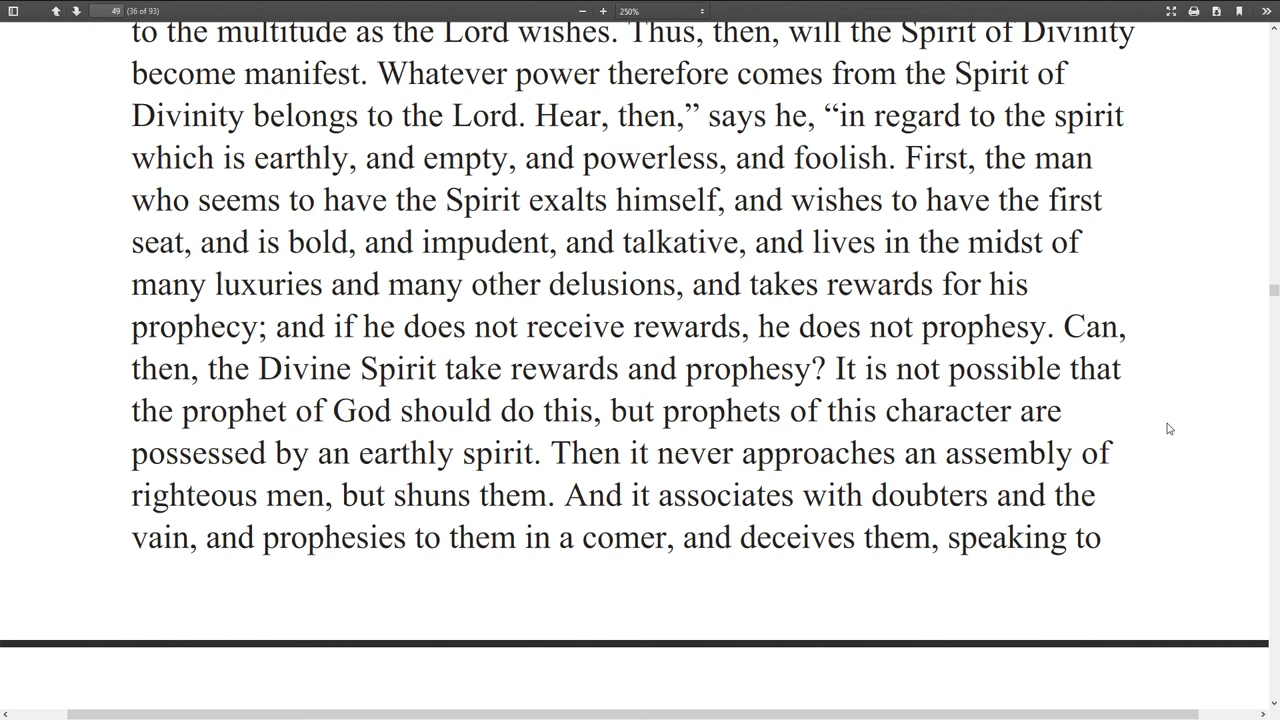 49 (36 of 93) 250%
to the multitude as the Lord wishes. Thus, then, will the Spirit of Divinity
become manifest. Whatever power therefore comes from the Spirit of
Divinity belongs to the Lord. Hear, then,” says he, “in regard to the spirit
which is earthly, and empty, and powerless, and foolish. First, the man
who seems to have the Spirit exalts himself, and wishes to have the first
seat, and is bold, and impudent, and talkative, and lives in the midst of
many luxuries and many other delusions, and takes rewards for his
prophecy; and if he does not receive rewards, he does not prophesy. Can,
then, the Divine Spirit take rewards and prophesy? It is not possible that
the prophet of God should do this, but prophets of this character are
possessed by an earthly spirit. Then it never approaches an assembly of
righteous men, but shuns them. And it associates with doubters and the
vain, and prophesies to them in a comer, and deceives them, speaking to